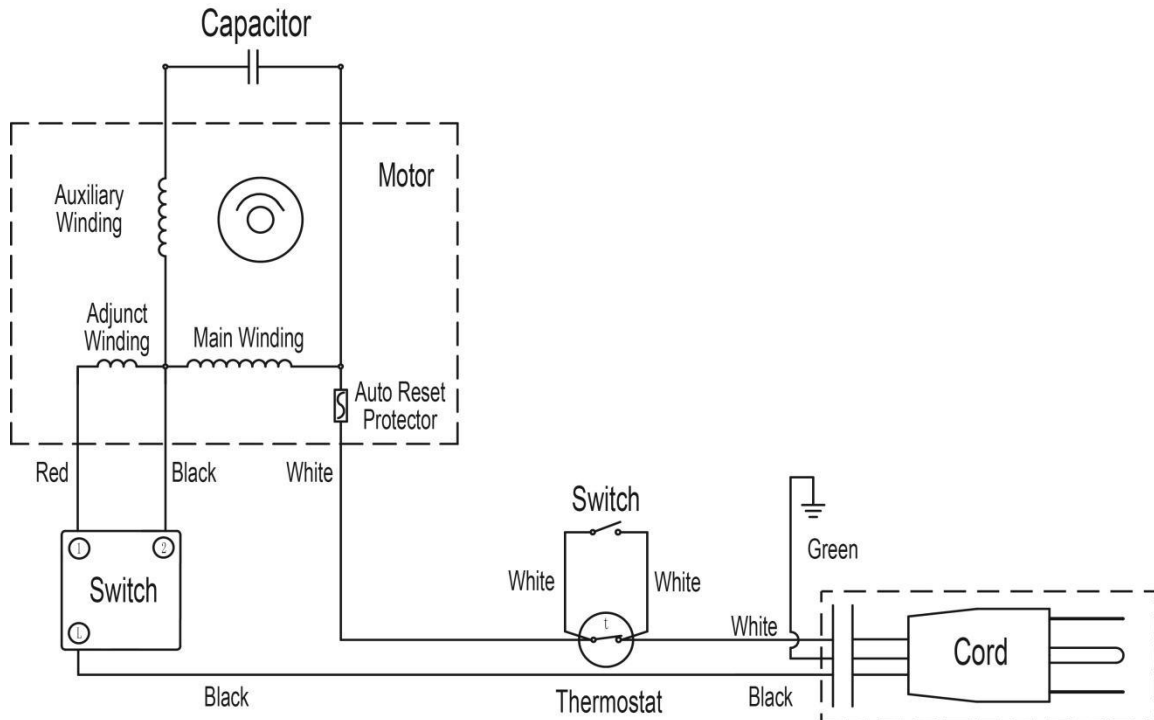 Capacitor
Motor
Auxiliary
Winding
Adjunct
Winding
Main Winding
Auto Reset
Protector
Red
Black
White
Switch
1
2
Switch
L
White
White
t
Thermostat
Green
White
Cord
Black
Black